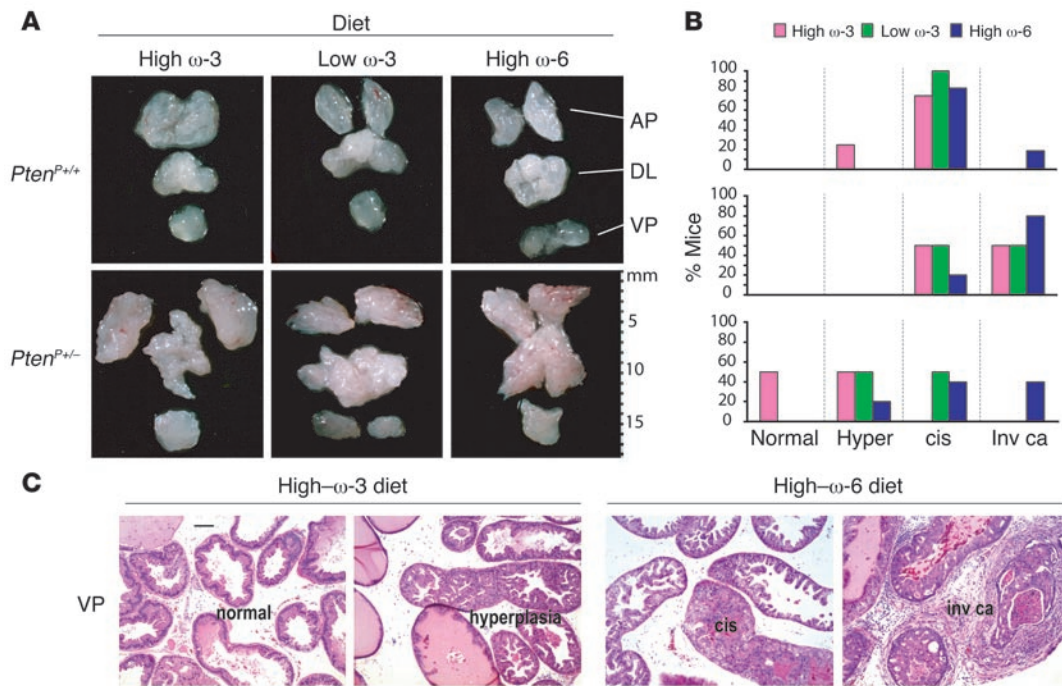 A
Diet
High ω-3
Low ω-3
High ω-6
Pten^P+/+
AP
DL
VP
Pten^P+/–
mm
5
10
15
B
High ω-3
Low ω-3
High ω-6
% Mice
100
80
60
40
20
0
100
80
60
40
20
0
100
80
60
40
20
0
Normal
Hyper
cis
Inv ca
C
High–ω-3 diet
High–ω-6 diet
VP
normal
hyperplasia
cis
inv ca